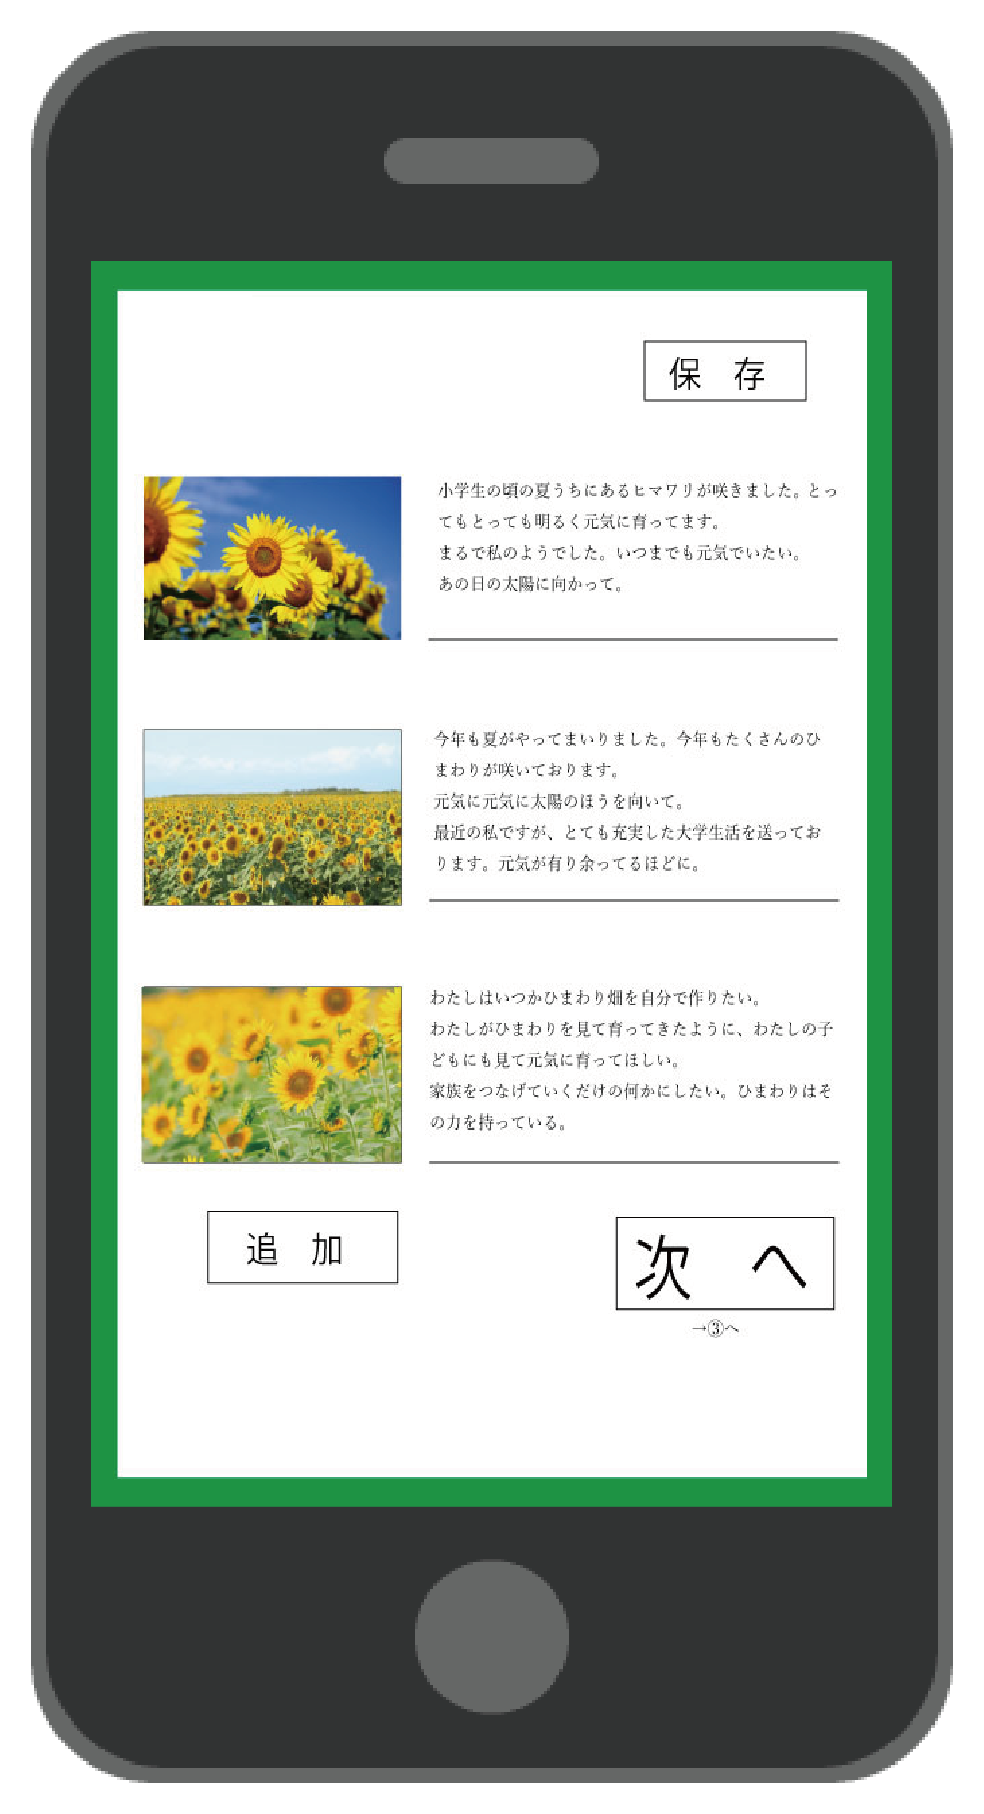 保 存
小学生の頃の夏うちにあるヒマワリが咲きました。とっ
てもとっても明るく元気に育ってます。
まるで私のようでした。いつまでも元気でいたい。
あの日の太陽に向かって。
今年も夏がやってまいりました。今年もたくさんのひ
まわりが咲いております。
元気に元気に太陽のほうを向いて。
最近の私ですが、とても充実した大学生活を送ってお
ります。元気が有り余ってるほどに。
わたしはいつかひまわり畑を自分で作りたい。
わたしがひまわりを見て育ってきたように、わたしの子
どもにも見て元気に育ってほしい。
家族をつなげていくだけの何かにしたい。ひまわりはそ
の力を持っている。
追 加
次 へ
→③へ